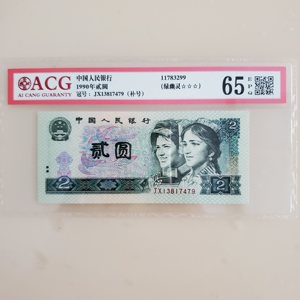 ACG
AI CANG GUARANTY
中国人民银行
1990年贰圆
冠号：JX13817479（补号）
11783299
（绿幽灵☆☆☆）
65 EPQ
中国人民银行
贰圆
2
2
JX13817479